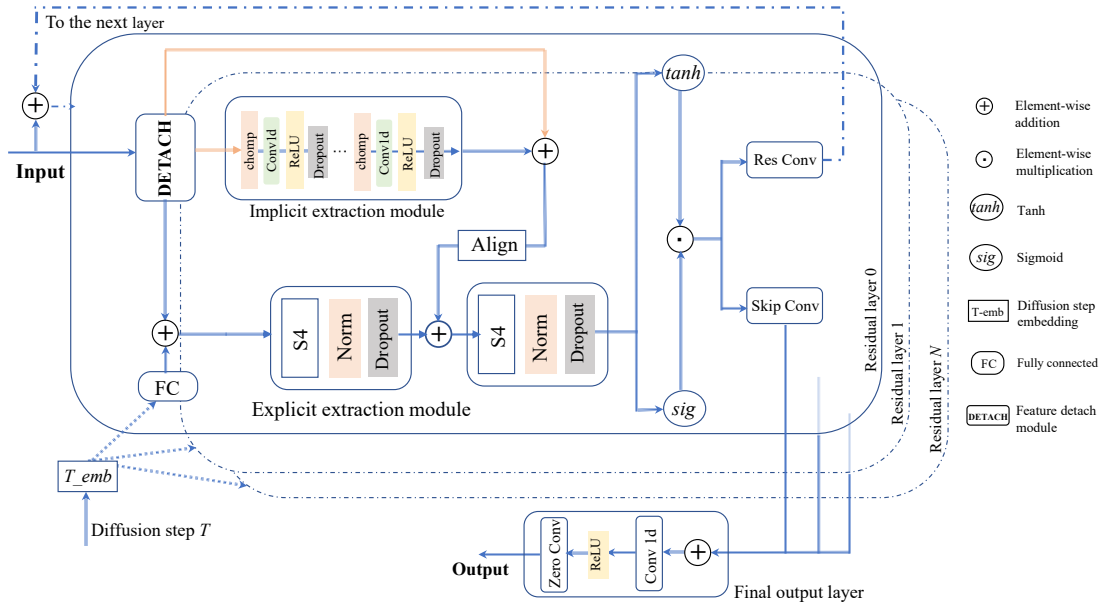 To the next layer
Input
DETACH
chomp
Conv1d
ReLU
Dropout
...
chomp
Conv1d
ReLU
Dropout
Implicit extraction module
Align
S4
Norm
Dropout
S4
Norm
Dropout
Explicit extraction module
FC
T_emb
Diffusion step T
tanh
sig
Res Conv
Skip Conv
Residual layer 0
Residual layer 1
Residual layer N
Output
Zero Conv
ReLU
Conv 1d
Final output layer
Element-wise
addition
Element-wise
multiplication
tanh
Tanh
sig
Sigmoid
T-emb
Diffusion step
embedding
FC
Fully connected
DETACH
Feature detach
module